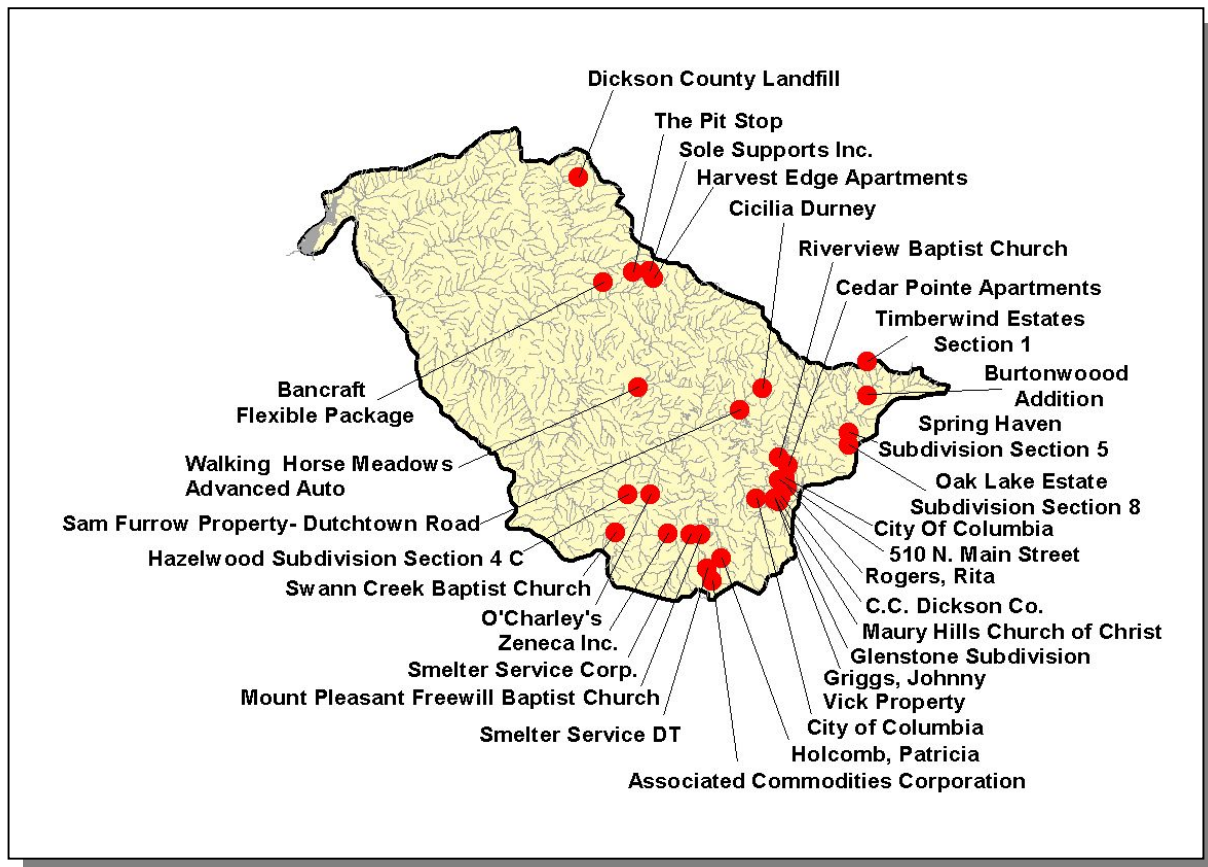 Dickson County Landfill
The Pit Stop
Sole Supports Inc.
Harvest Edge Apartments
Cicilia Durney
Riverview Baptist Church
Cedar Pointe Apartments
Timberwind Estates
Section 1
Burtonwoood
Addition
Spring Haven
Subdivision Section 5
Oak Lake Estate
Subdivision Section 8
City Of Columbia
510 N. Main Street
Rogers, Rita
C.C. Dickson Co.
Maury Hills Church of Christ
Glenstone Subdivision
Griggs, Johnny
Vick Property
City of Columbia
Holcomb, Patricia
Associated Commodities Corporation
Bancraft
Flexible Package
Walking Horse Meadows
Advanced Auto
Sam Furrow Property- Dutchtown Road
Hazelwood Subdivision Section 4 C
Swann Creek Baptist Church
O'Charley's
Zeneca Inc.
Smelter Service Corp.
Mount Pleasant Freewill Baptist Church
Smelter Service DT